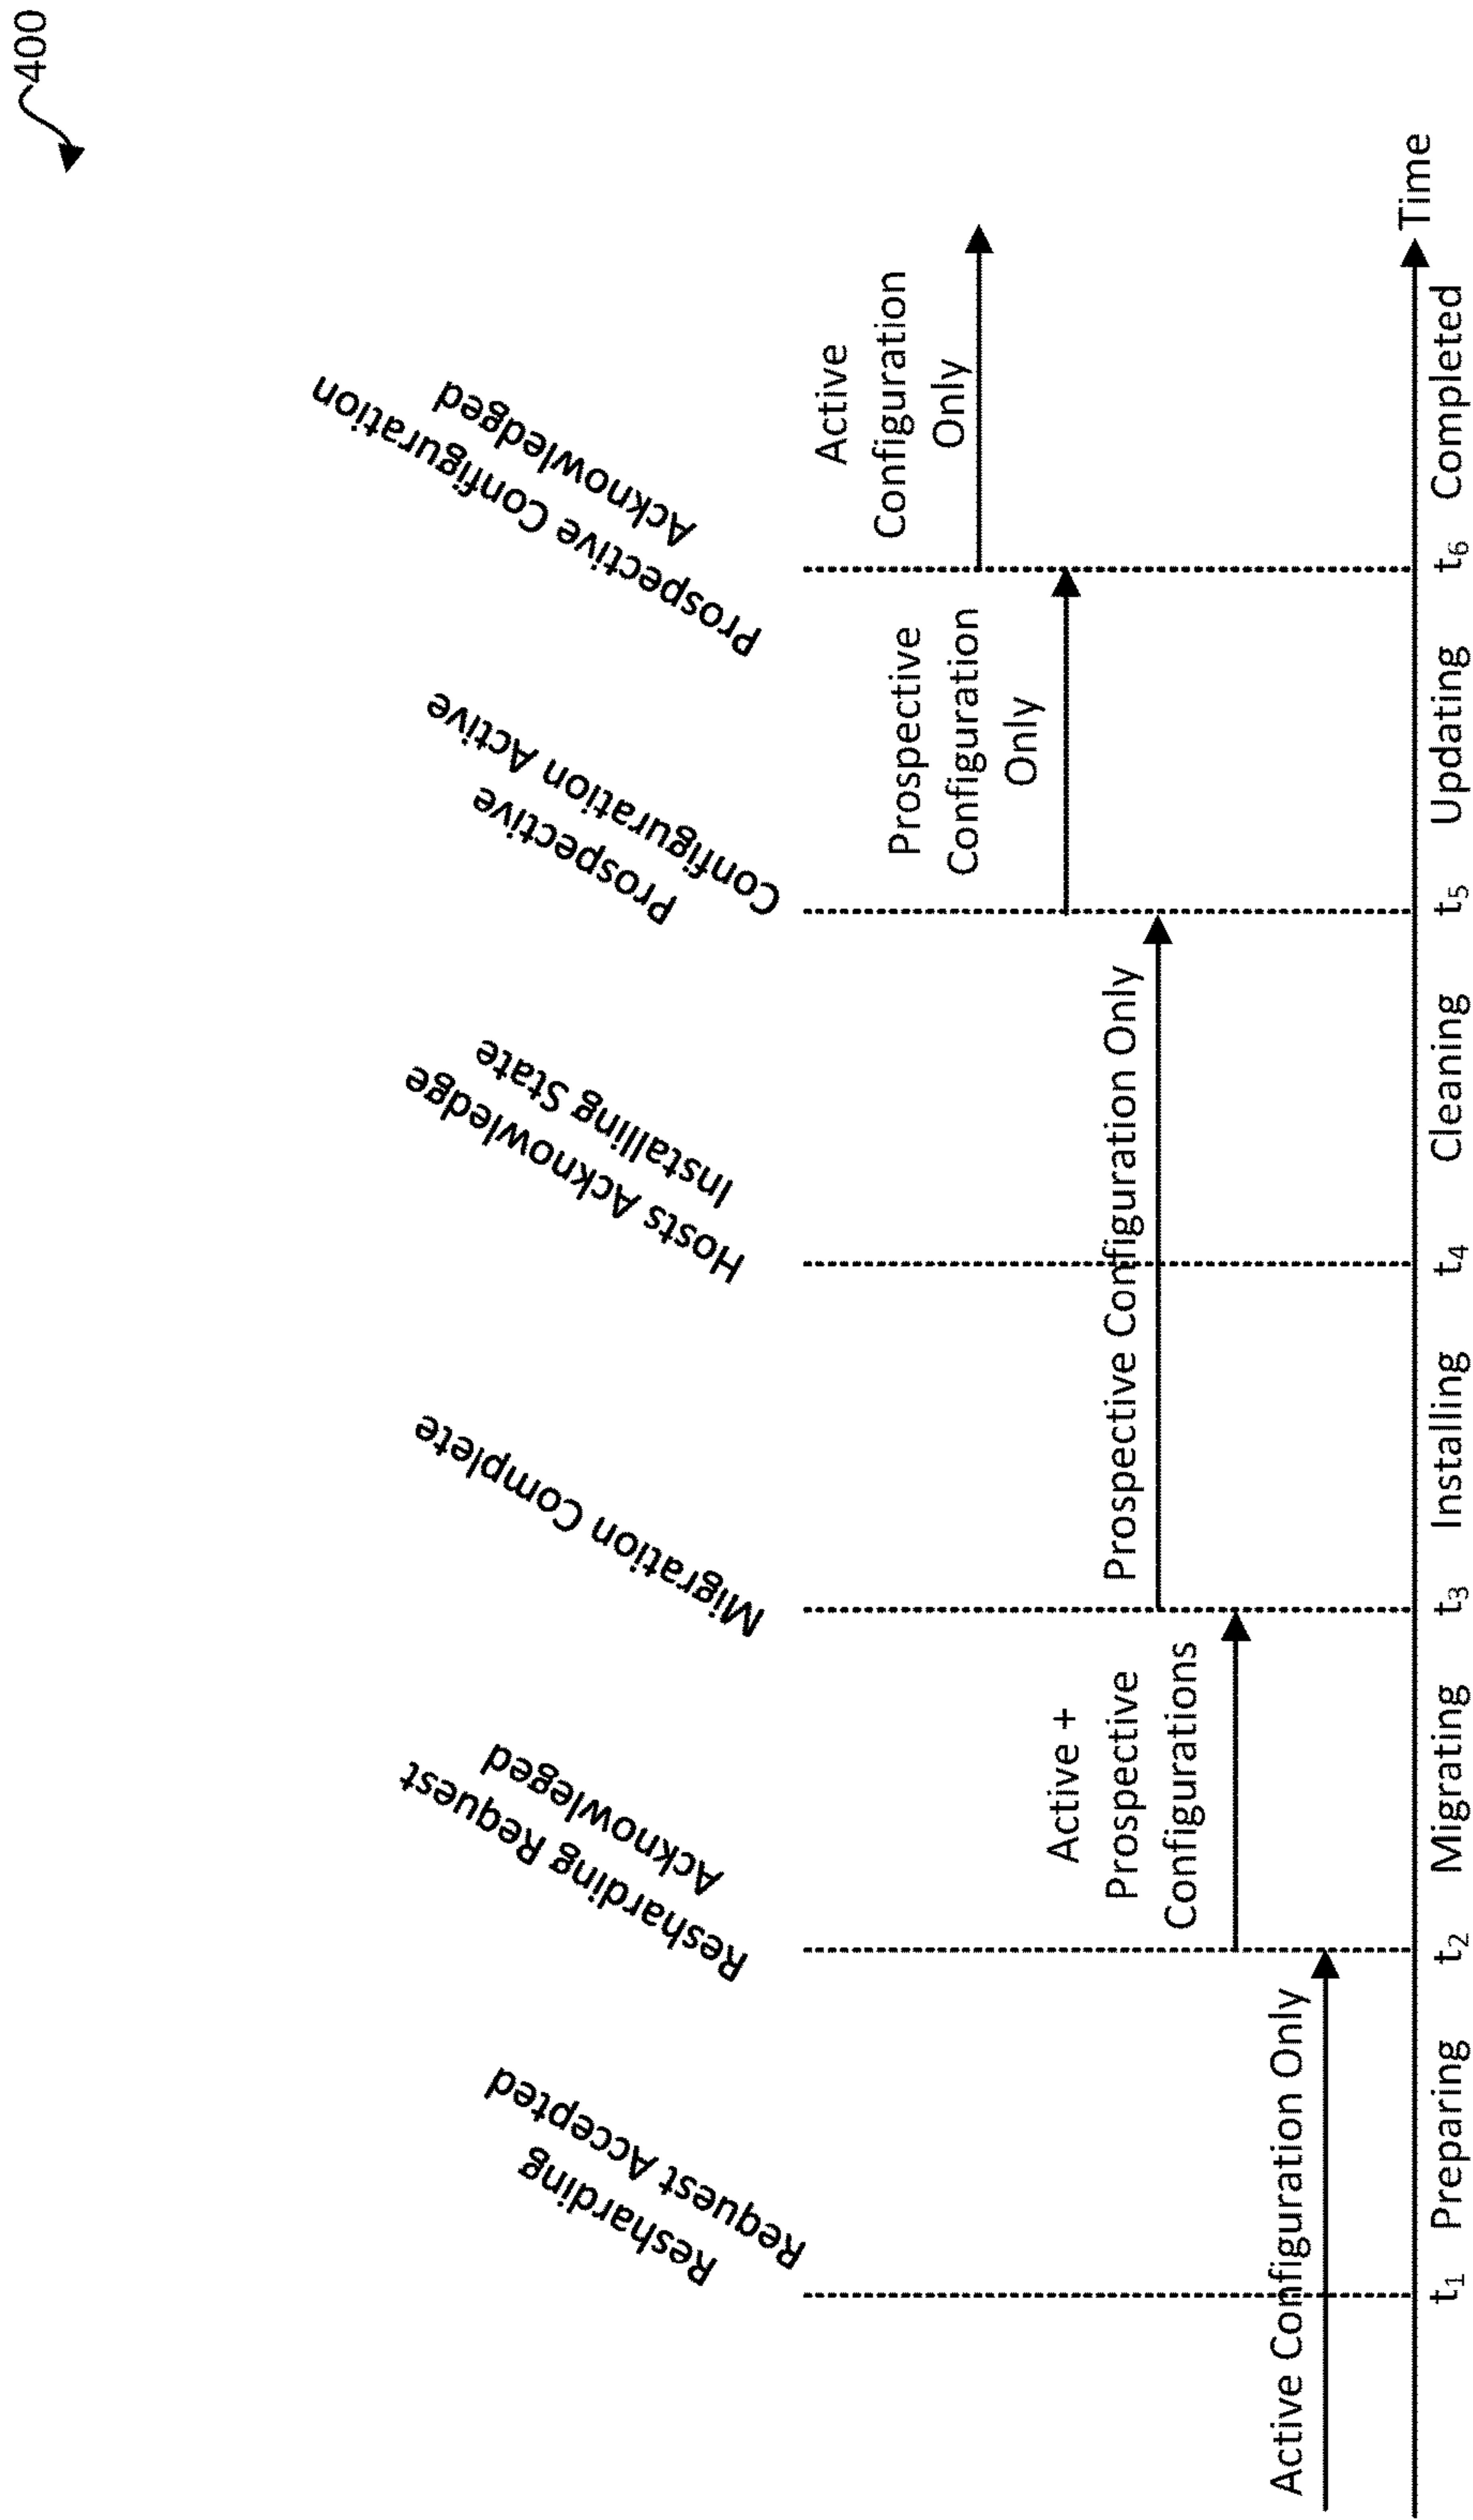 400
Resharding
Request Accepted
Resharding Request
Acknowleged
Migration Complete
Hosts Acknowledge
Installing State
Prospective
Configuration Active
Prospective Configuration
Acknowledged
Active Configuration Only
Active +
Prospective
Configurations
Prospective Configuration Only
Prospective
Configuration
Only
Active
Configuration
Only
Time
t1 Preparing t2 Migrating t3 Installing t4 Cleaning t5 Updating t6 Completed